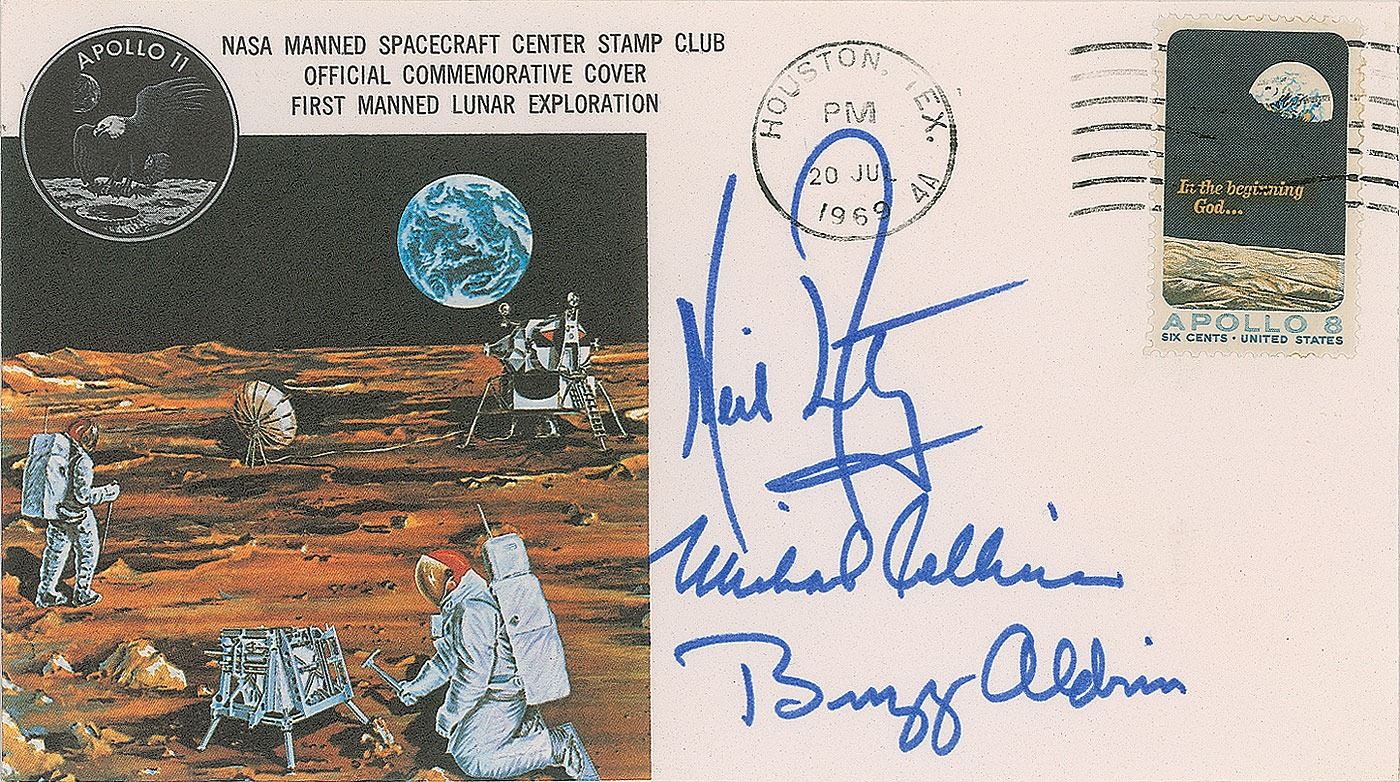 APOLLO 11
NASA MANNED SPACECRAFT CENTER STAMP CLUB
OFFICIAL COMMEMORATIVE COVER
FIRST MANNED LUNAR EXPLORATION
HOUSTON, TEX.
PM
20 JUL
1969
4A
In the beginning
God...
APOLLO 8
SIX CENTS • UNITED STATES
Neil
Michael Collins
Buzz Aldrin